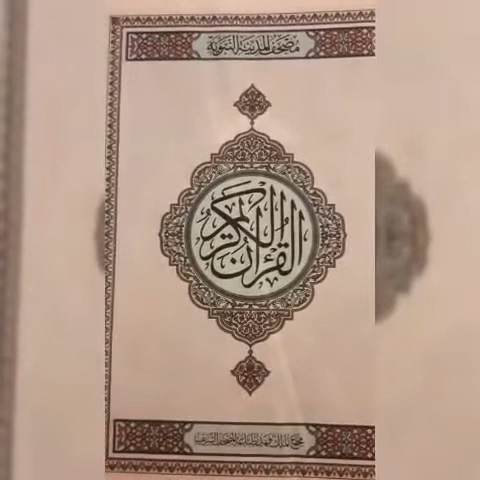 مصحف المدينة النبوية
القرآن الكريم
مجمع الملك فهد لطباعة المصحف الشريف